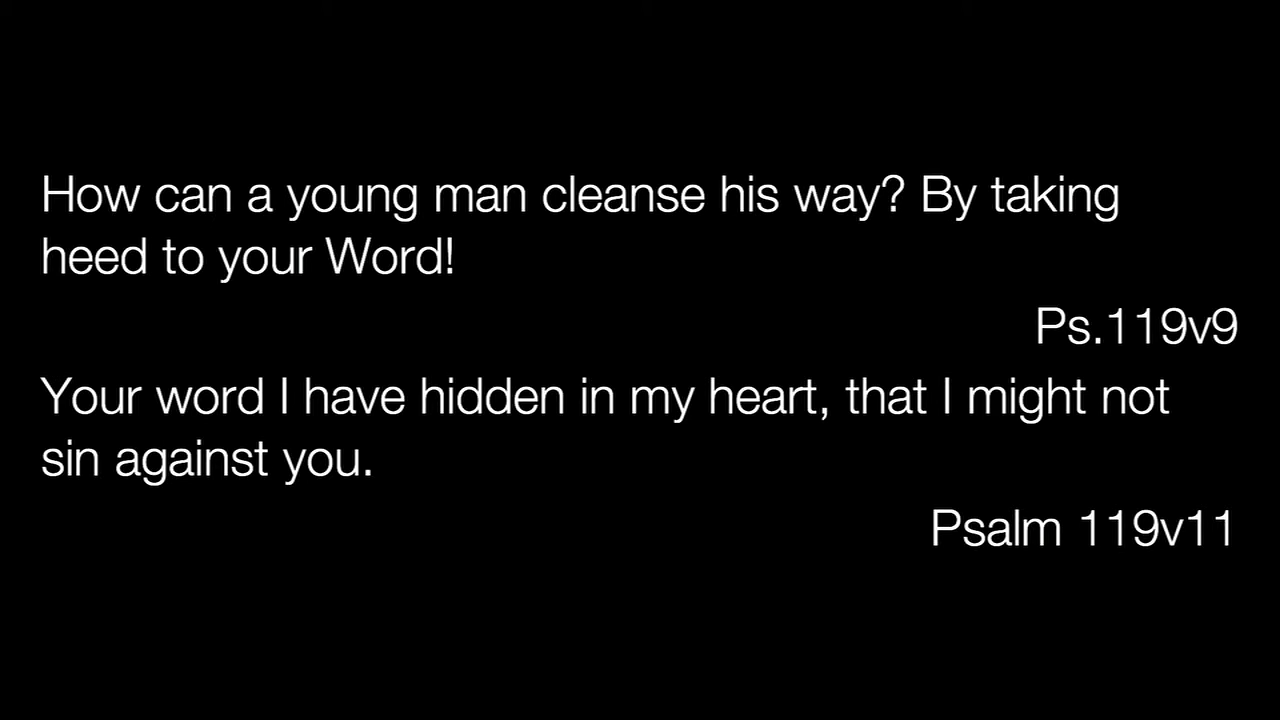 How can a young man cleanse his way? By taking
heed to your Word!
Ps.119v9
Your word I have hidden in my heart, that I might not
sin against you.
Psalm 119v11